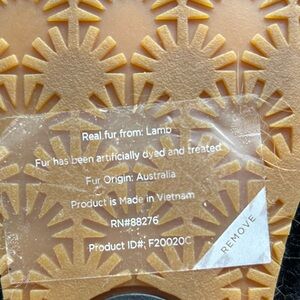 Real fur from: Lamb
Fur has been artificially dyed and treated
Fur Origin: Australia
Product is Made in Vietnam
RN#88276
Product ID#: F20020C
REMOVE